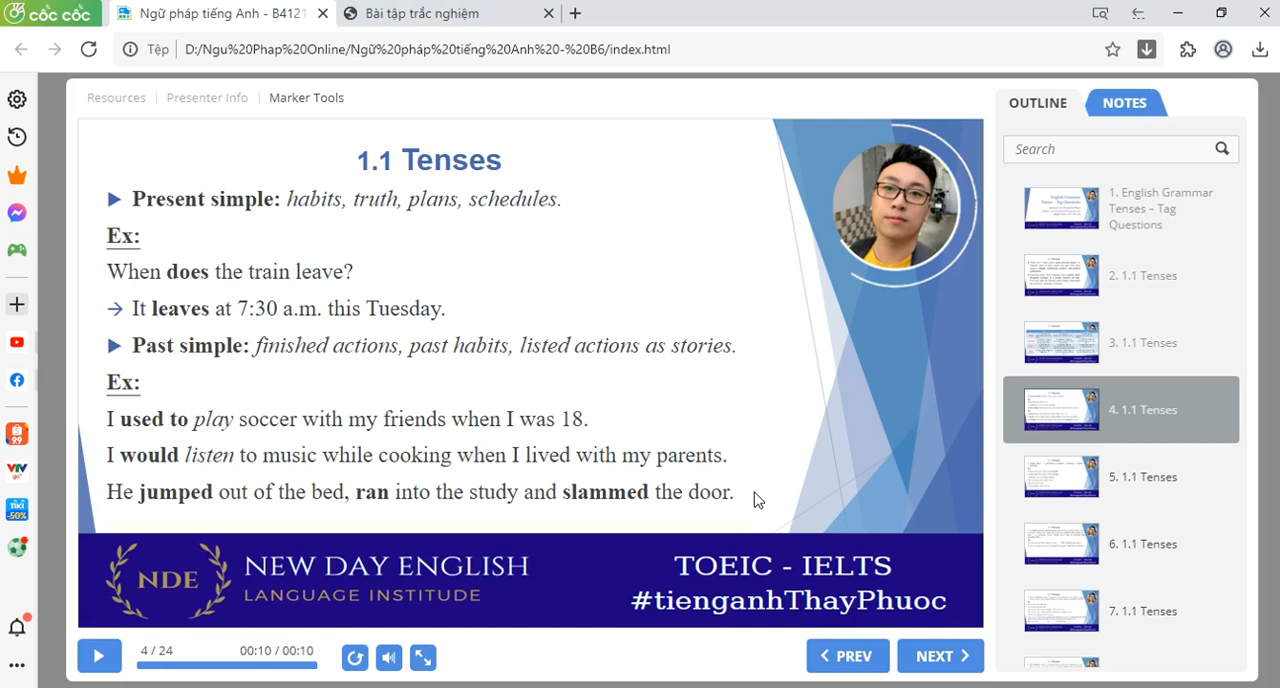 cốc cốc
Ngữ pháp tiếng Anh - B4121
Bài tập trắc nghiệm
Tệp
D:/Ngu%20Phap%20Online/Ngữ%20pháp%20tiếng%20Anh%20-%20B6/index.html
Resources
Presenter Info
Marker Tools
1.1 Tenses
Present simple: habits, truth, plans, schedules.
Ex:
When does the train leave?
→ It leaves at 7:30 a.m. this Tuesday.
Past simple: finished actions, past habits, listed actions as stories.
Ex:
I used to play soccer with my friends when I was 18.
I would listen to music while cooking when I lived with my parents.
He jumped out of the bed, ran into the study and slammed the door.
NDE
NEW DAY ENGLISH
LANGUAGE INSTITUDE
TOEIC - IELTS
#tienganhThayPhuoc
4 / 24
00:10 / 00:10
PREV
NEXT
OUTLINE
NOTES
Search
1. English Grammar
Tenses – Tag
Questions
2. 1.1 Tenses
3. 1.1 Tenses
4. 1.1 Tenses
5. 1.1 Tenses
6. 1.1 Tenses
7. 1.1 Tenses